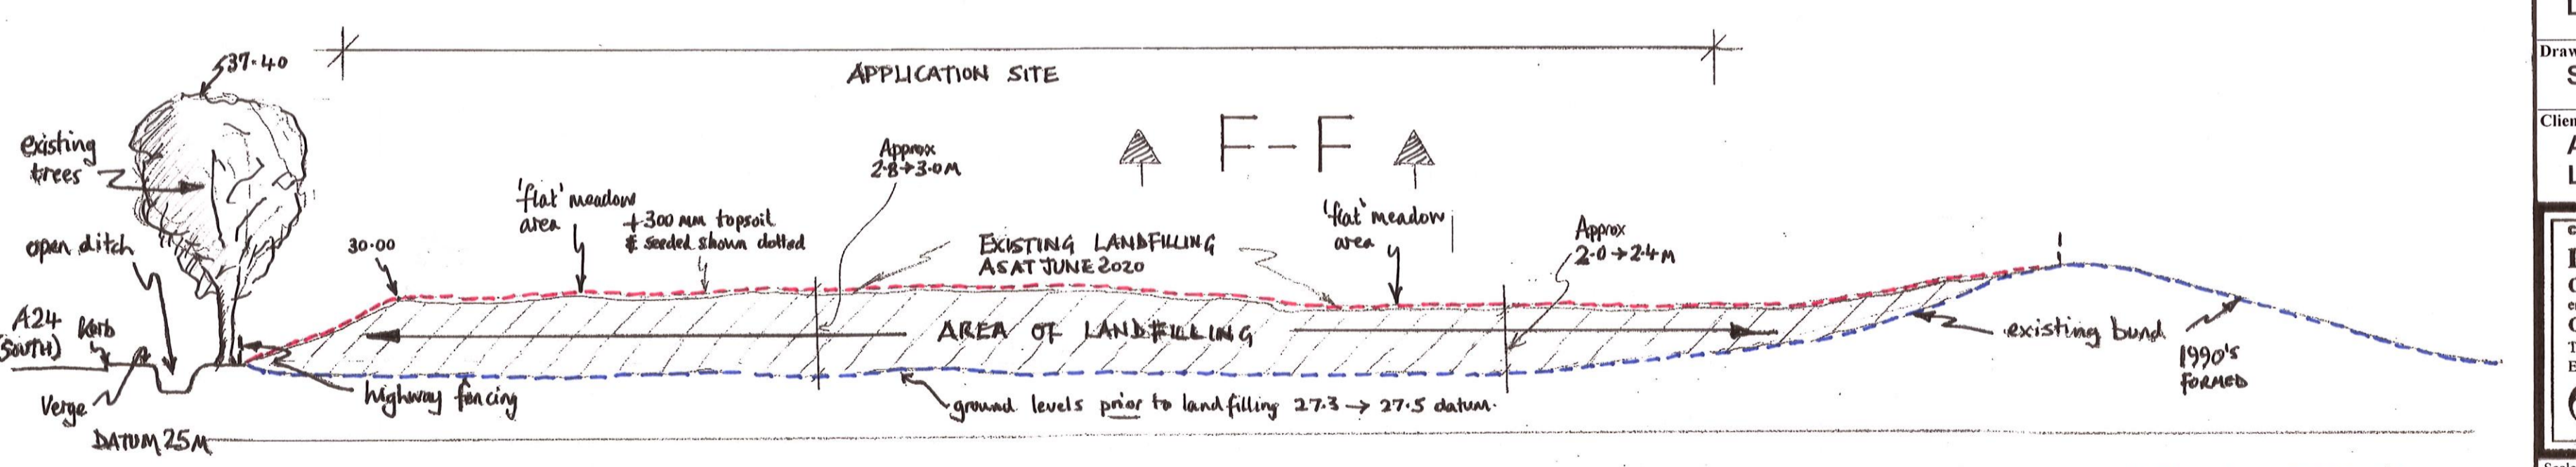 37.40
APPLICATION SITE
existing
trees
F-F
Approx
2.8→3.0M
'flat' meadow
area
+300mm topsoil
& seeded shown dotted
'flat' meadow
area
Approx
2.0→2.4M
open ditch
30.00
EXISTING LANDFILLING
AS AT JUNE 2020
A24
(SOUTH)
kerb
AREA OF LANDFILLING
existing bund
1990's
FORMED
Verge
highway fencing
ground levels prior to landfilling 27.3 → 27.5 datum.
DATUM 25M
Draw
S
Clien
A
L